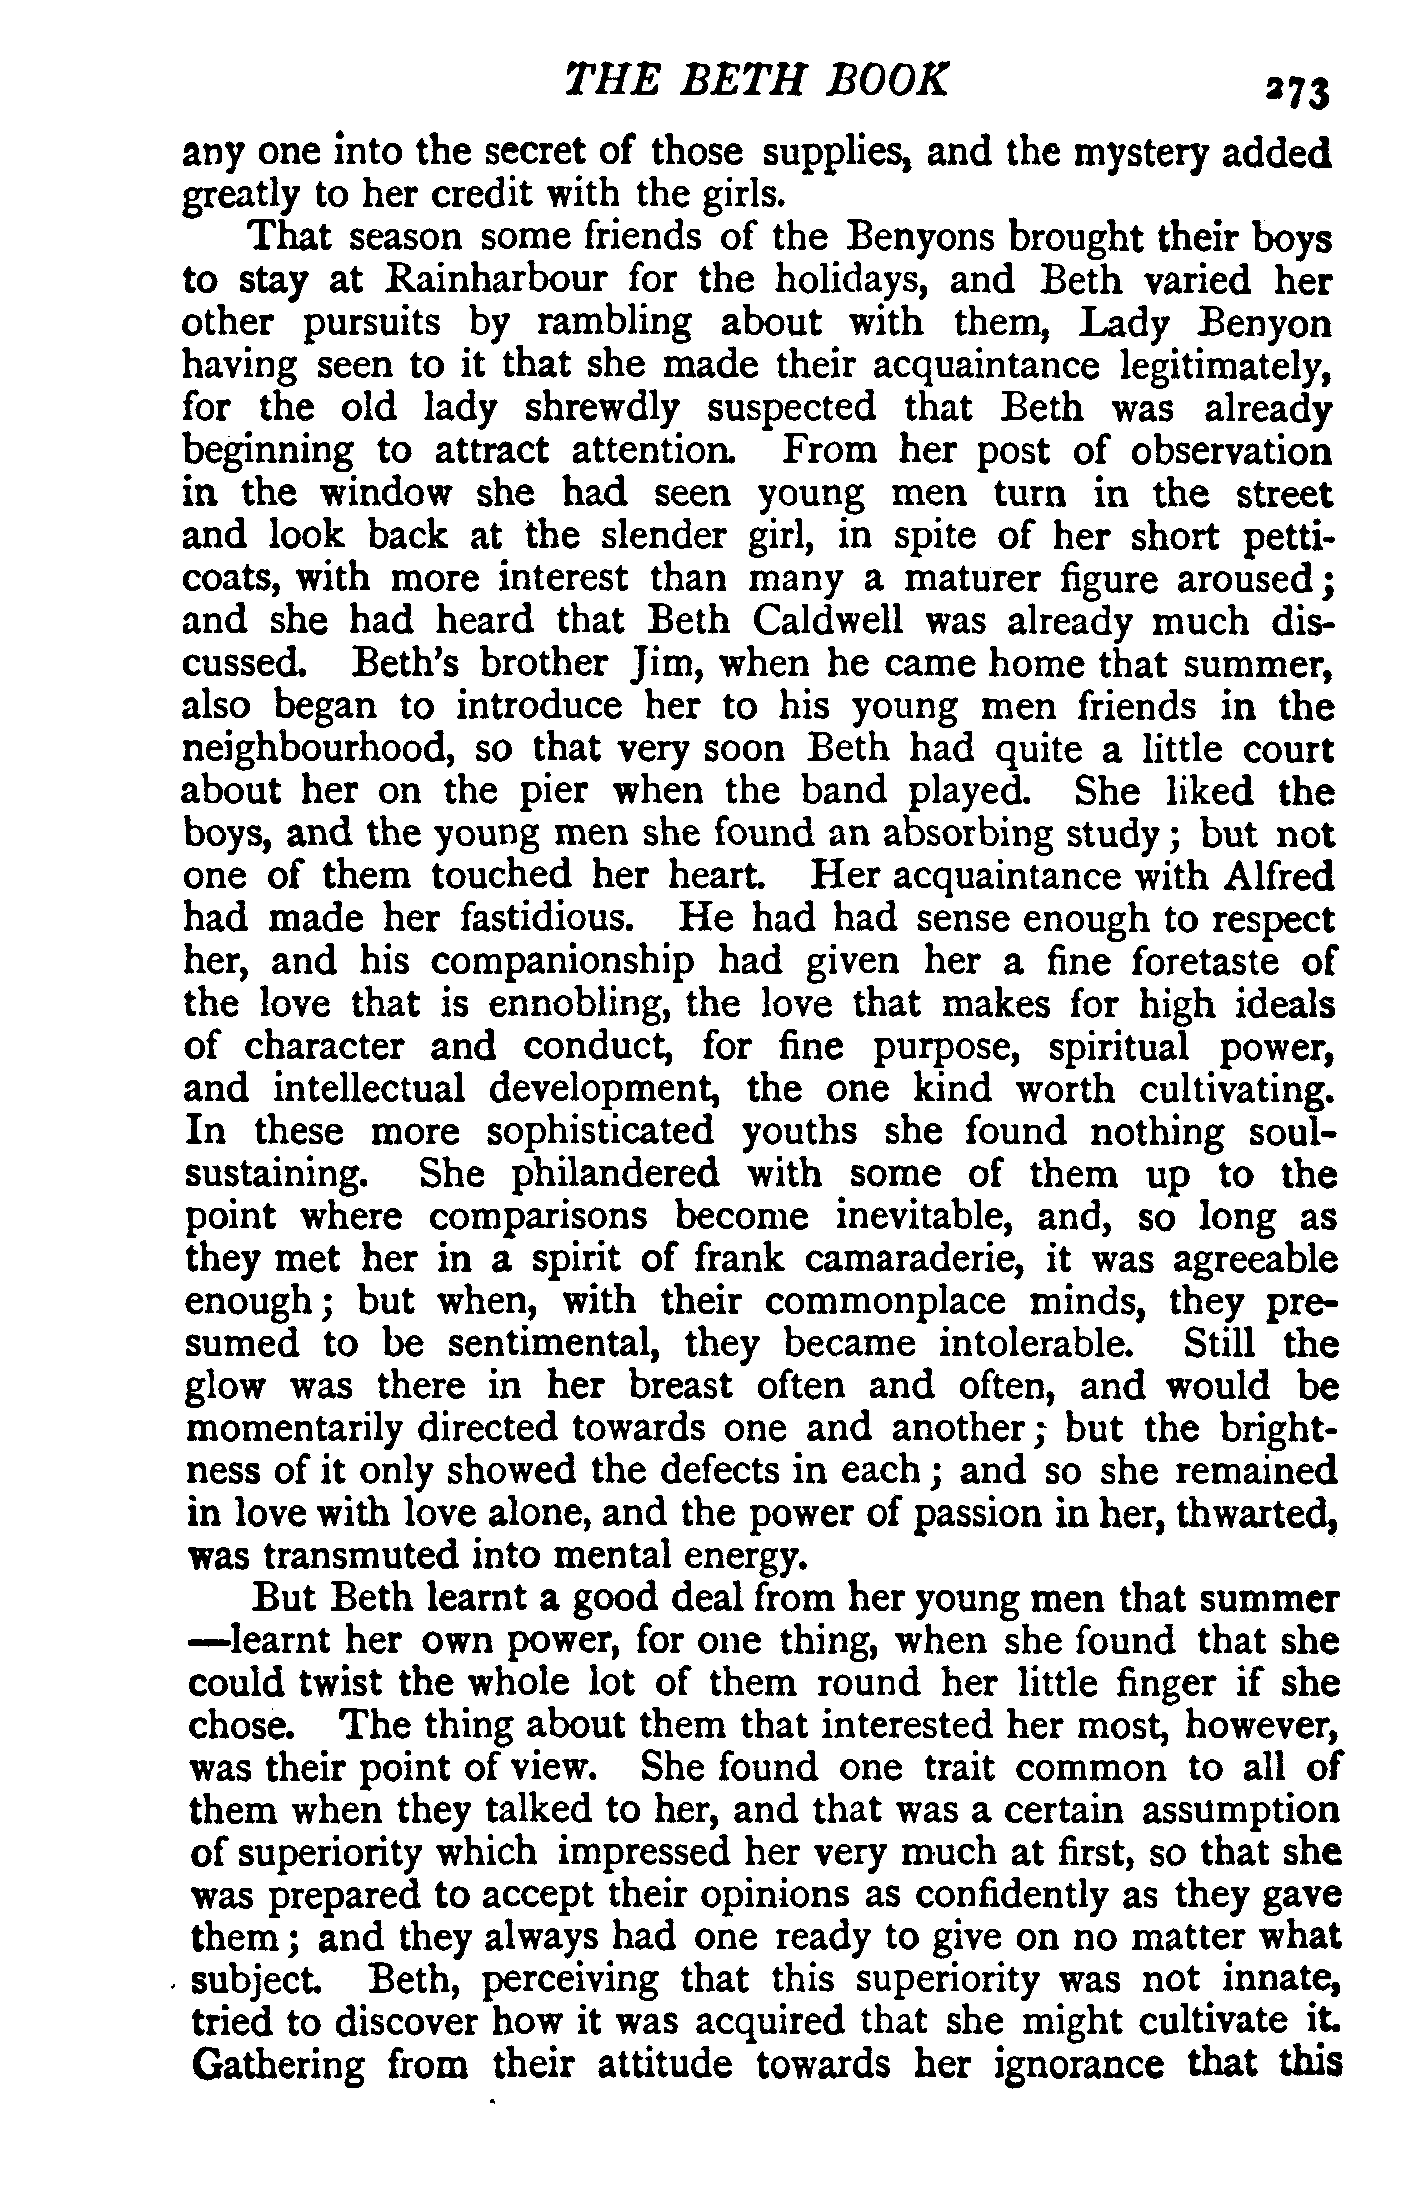 THE BETH BOOK 273
any one into the secret of those supplies, and the mystery added
greatly to her credit with the girls.
That season some friends of the Benyons brought their boys
to stay at Rainharbour for the holidays, and Beth varied her
other pursuits by rambling about with them, Lady Benyon
having seen to it that she made their acquaintance legitimately,
for the old lady shrewdly suspected that Beth was already
beginning to attract attention. From her post of observation
in the window she had seen young men turn in the street
and look back at the slender girl, in spite of her short petti-
coats, with more interest than many a maturer figure aroused;
and she had heard that Beth Caldwell was already much dis-
cussed. Beth's brother Jim, when he came home that summer,
also began to introduce her to his young men friends in the
neighbourhood, so that very soon Beth had quite a little court
about her on the pier when the band played. She liked the
boys, and the young men she found an absorbing study; but not
one of them touched her heart. Her acquaintance with Alfred
had made her fastidious. He had had sense enough to respect
her, and his companionship had given her a fine foretaste of
the love that is ennobling, the love that makes for high ideals
of character and conduct, for fine purpose, spiritual power,
and intellectual development, the one kind worth cultivating.
In these more sophisticated youths she found nothing soul-
sustaining. She philandered with some of them up to the
point where comparisons become inevitable, and, so long as
they met her in a spirit of frank camaraderie, it was agreeable
enough; but when, with their commonplace minds, they pre-
sumed to be sentimental, they became intolerable. Still the
glow was there in her breast often and often, and would be
momentarily directed towards one and another; but the bright-
ness of it only showed the defects in each; and so she remained
in love with love alone, and the power of passion in her, thwarted,
was transmuted into mental energy.
But Beth learnt a good deal from her young men that summer
—learnt her own power, for one thing, when she found that she
could twist the whole lot of them round her little finger if she
chose. The thing about them that interested her most, however,
was their point of view. She found one trait common to all of
them when they talked to her, and that was a certain assumption
of superiority which impressed her very much at first, so that she
was prepared to accept their opinions as confidently as they gave
them; and they always had one ready to give on no matter what
subject. Beth, perceiving that this superiority was not innate,
tried to discover how it was acquired that she might cultivate it.
Gathering from their attitude towards her ignorance that this